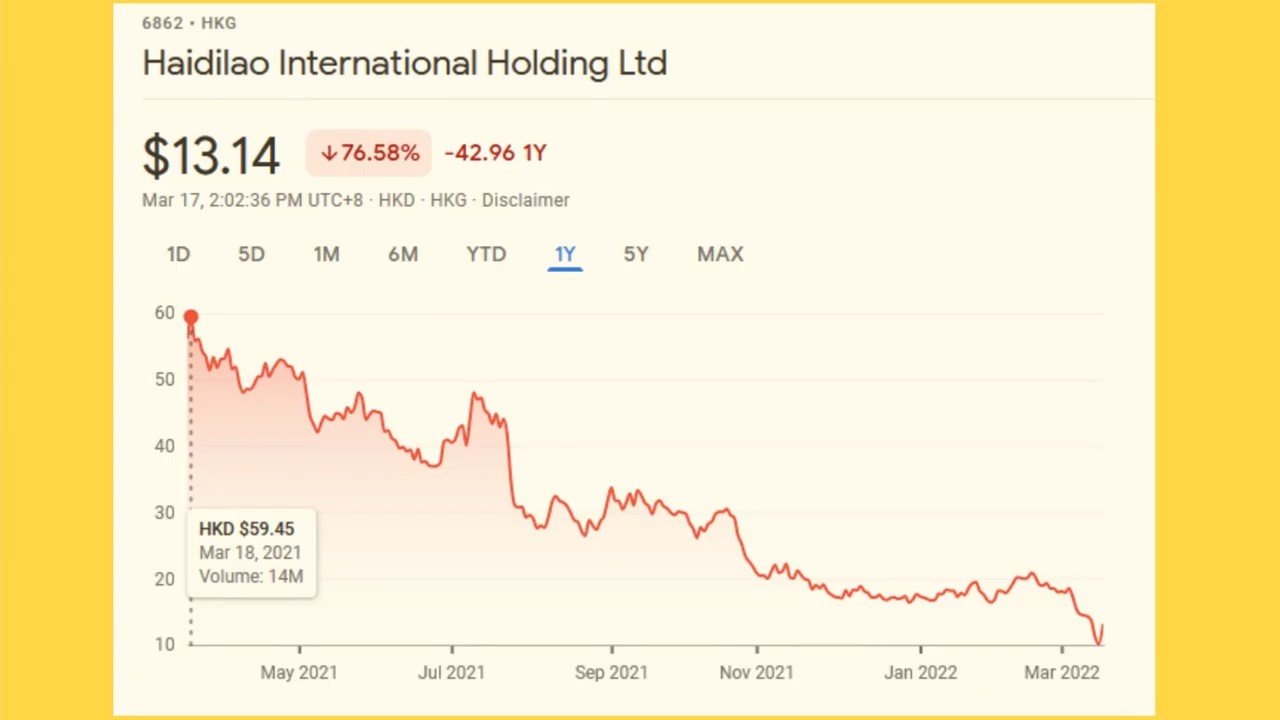 6862 • HKG
Haidilao International Holding Ltd
$13.14 ↓76.58% -42.96 1Y
Mar 17, 2:02:36 PM UTC+8 · HKD · HKG · Disclaimer
1D 5D 1M 6M YTD 1Y 5Y MAX
60
50
40
30
20
10
HKD $59.45
Mar 18, 2021
Volume: 14M
May 2021 Jul 2021 Sep 2021 Nov 2021 Jan 2022 Mar 2022